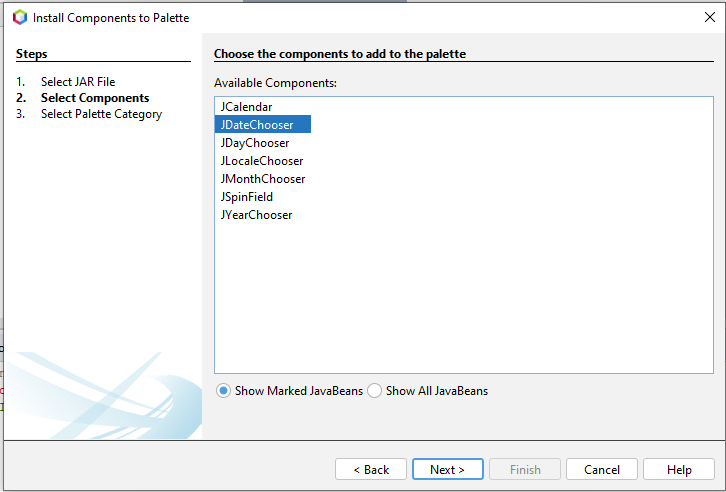 Install Components to Palette
Steps
1. Select JAR File
2. Select Components
3. Select Palette Category
Choose the components to add to the palette
Available Components:
JCalendar
JDateChooser
JDayChooser
JLocaleChooser
JMonthChooser
JSpinField
JYearChooser
Show Marked JavaBeans Show All JavaBeans
< Back Next > Finish Cancel Help